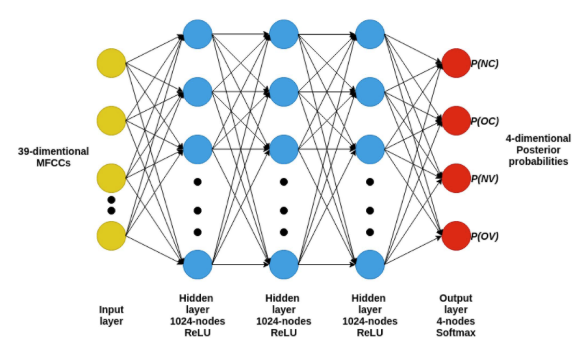 39-dimentional
MFCCs
P(NC)
P(OC)
P(NV)
P(OV)
4-dimentional
Posterior
probabilities
Input
layer
Hidden
layer
1024-nodes
ReLU
Hidden
layer
1024-nodes
ReLU
Hidden
layer
1024-nodes
ReLU
Output
layer
4-nodes
Softmax